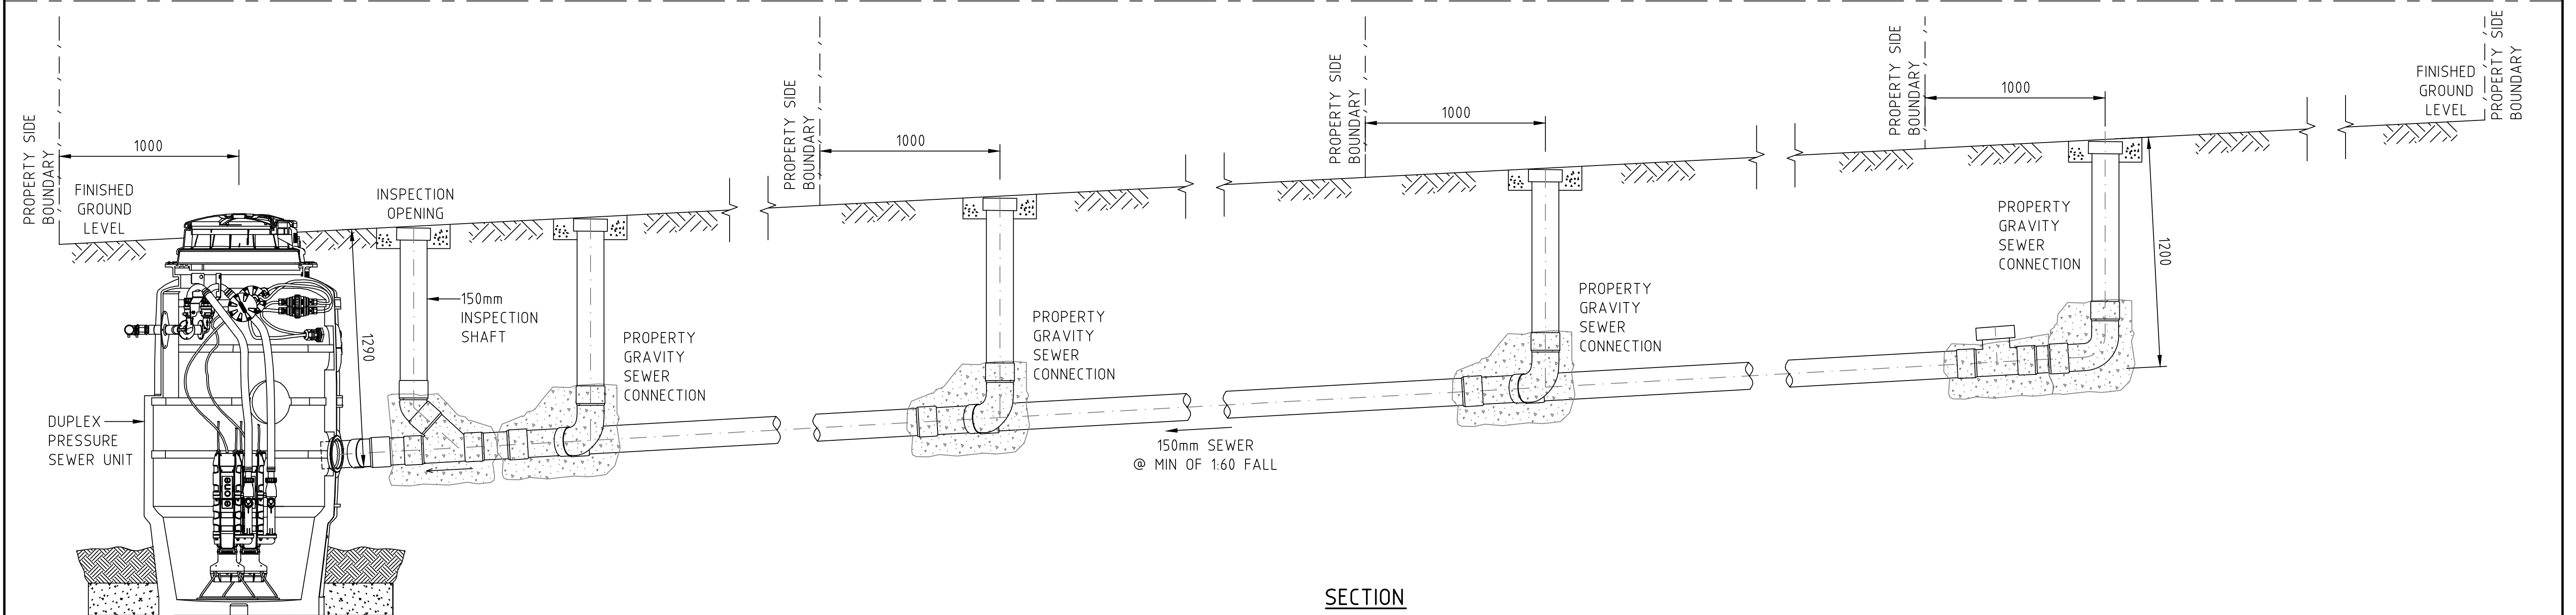 PROPERTY SIDE
BOUNDARY
1000
FINISHED
GROUND
LEVEL
INSPECTION
OPENING
150mm
INSPECTION
SHAFT
1290
DUPLEX
PRESSURE
SEWER UNIT
one
PROPERTY
GRAVITY
SEWER
CONNECTION
PROPERTY SIDE
BOUNDARY
1000
PROPERTY
GRAVITY
SEWER
CONNECTION
150mm SEWER
@ MIN OF 1:60 FALL
PROPERTY SIDE
BOUNDARY
1000
PROPERTY
GRAVITY
SEWER
CONNECTION
PROPERTY SIDE
BOUNDARY
1000
PROPERTY
GRAVITY
SEWER
CONNECTION
1200
FINISHED
GROUND
LEVEL
PROPERTY SIDE
BOUNDARY
SECTION